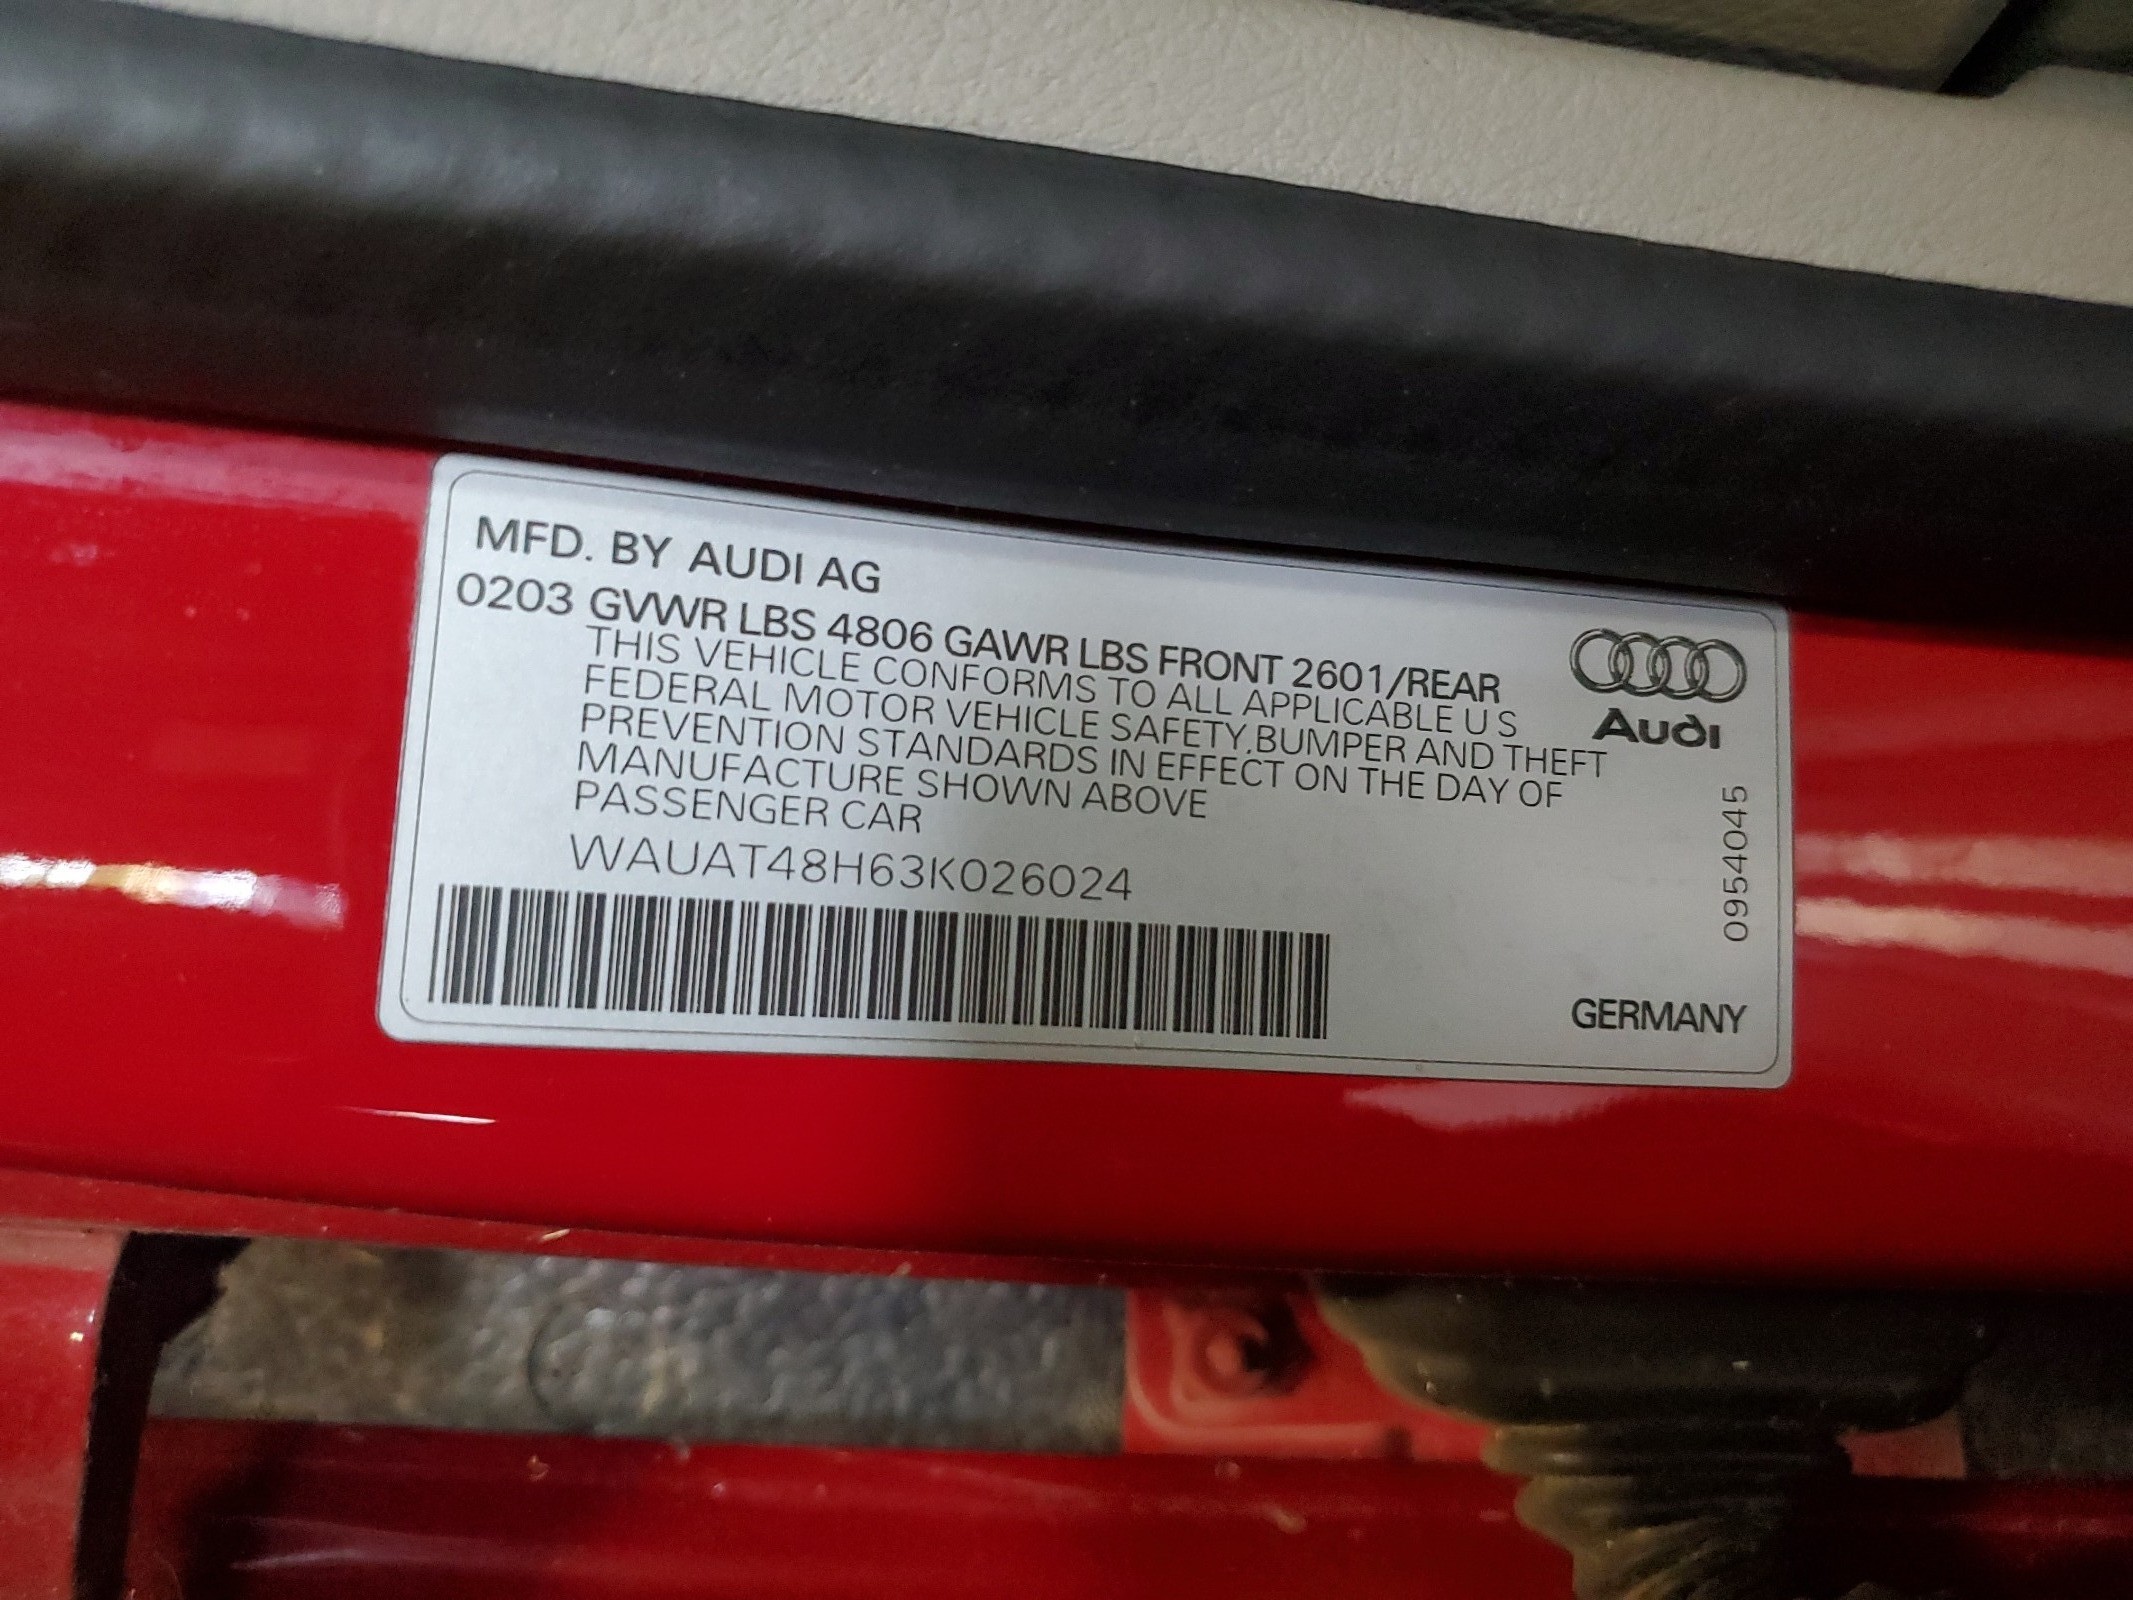 MFD. BY AUDI AG
0203 GVWR LBS 4806 GAWR LBS FRONT 2601/REAR
THIS VEHICLE CONFORMS TO ALL APPLICABLE U S
FEDERAL MOTOR VEHICLE SAFETY,BUMPER AND THEFT
PREVENTION STANDARDS IN EFFECT ON THE DAY OF
MANUFACTURE SHOWN ABOVE
PASSENGER CAR
WAUAT48H63K026024
Audi
0954045
GERMANY